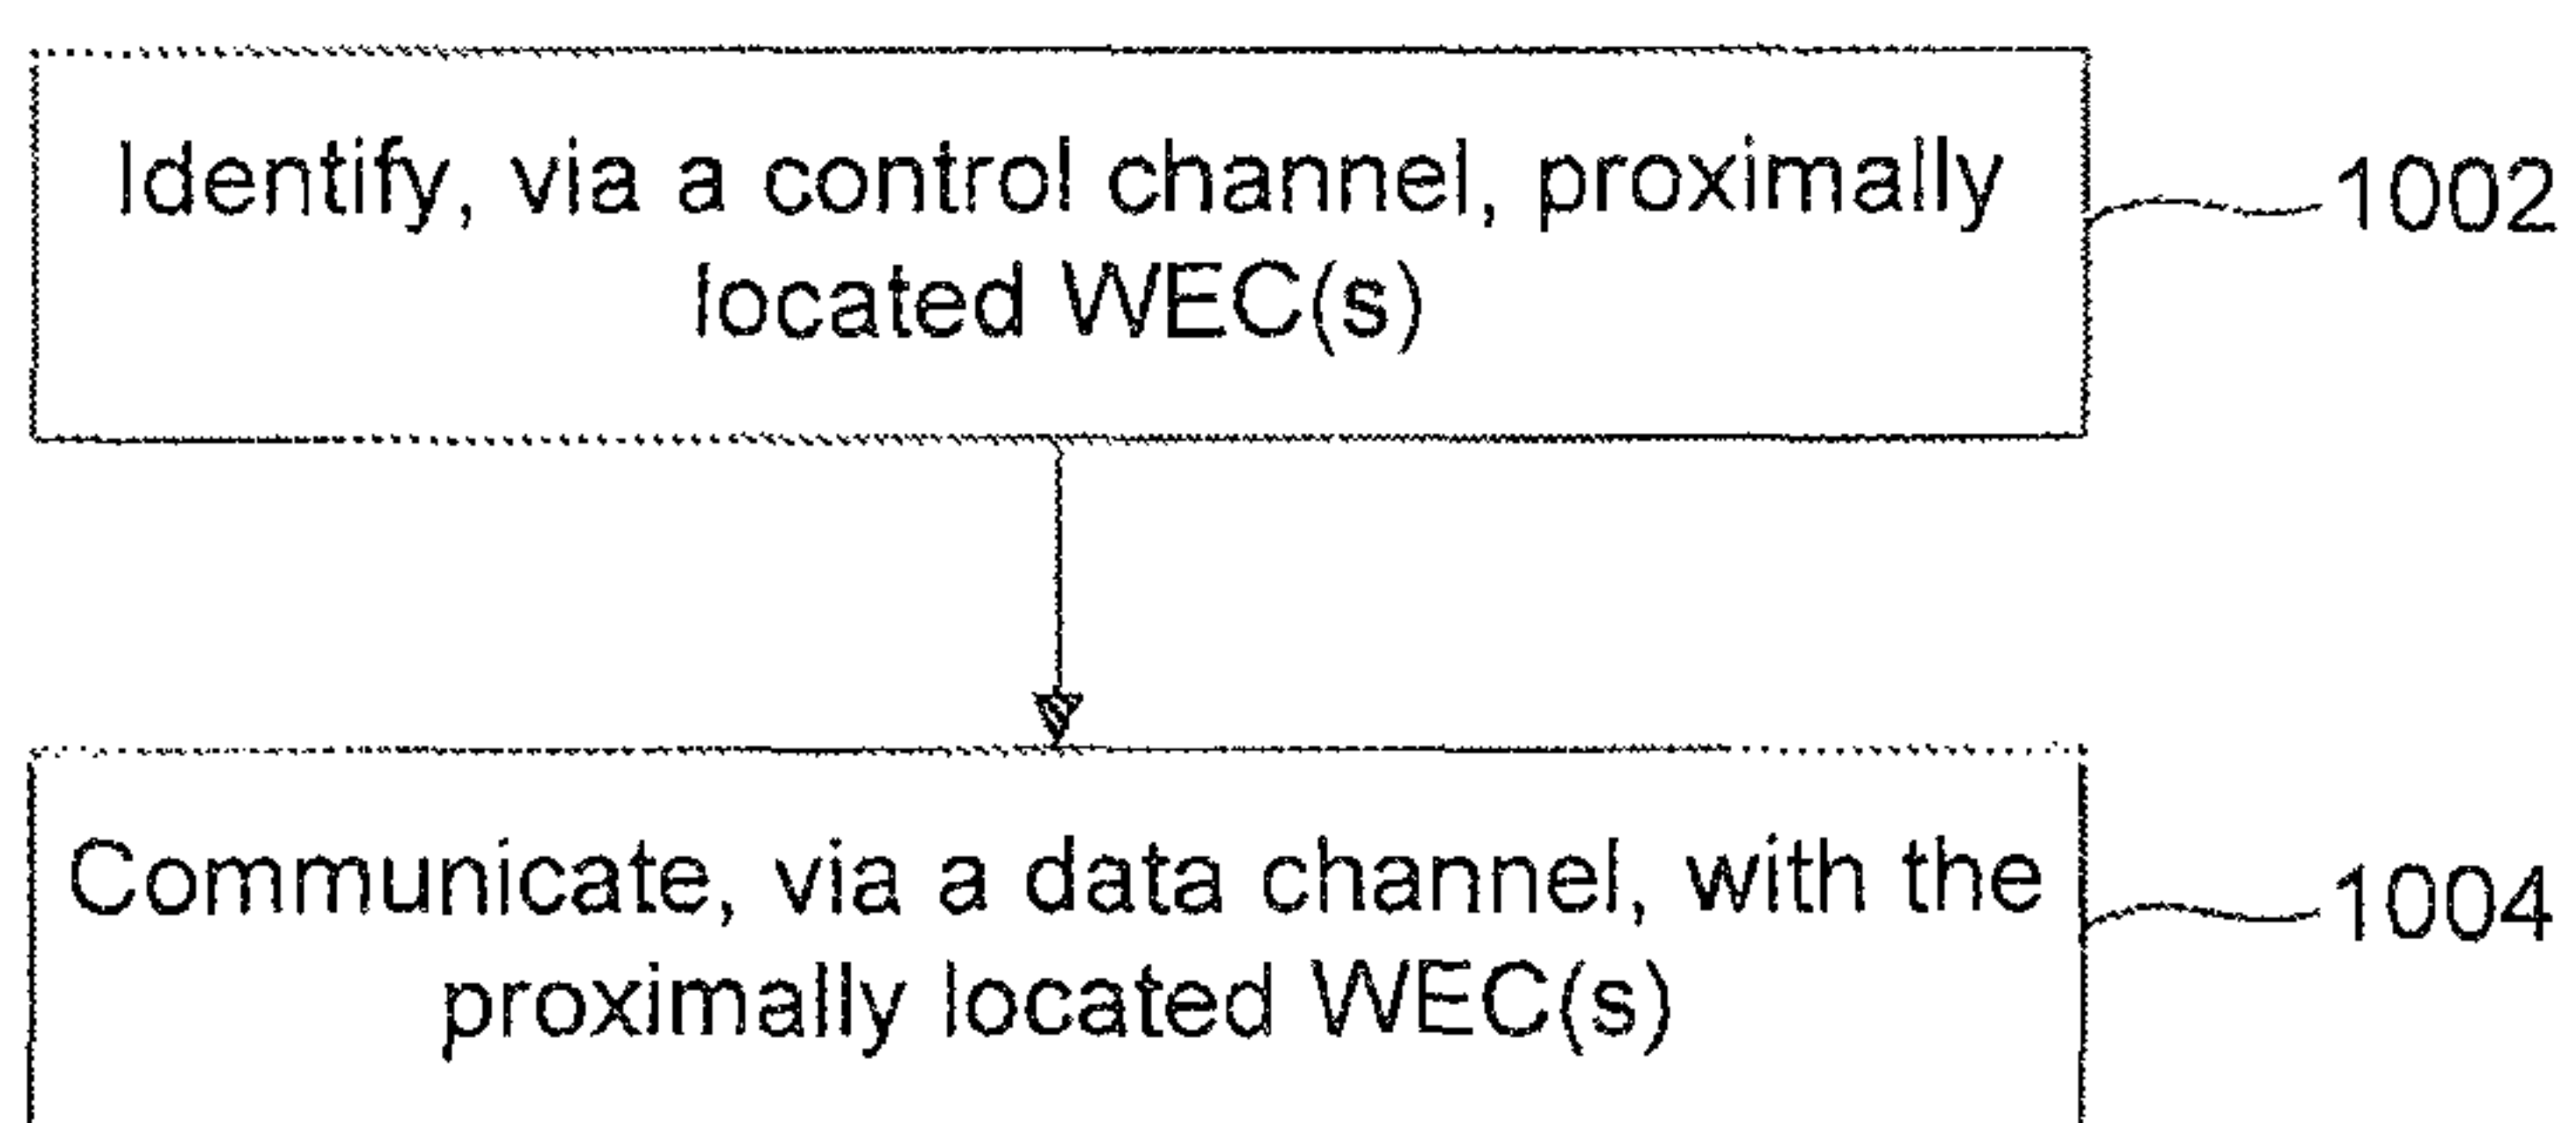 Identify, via a control channel, proximally
located WEC(s)
1002
Communicate, via a data channel, with the
proximally located WEC(s)
1004